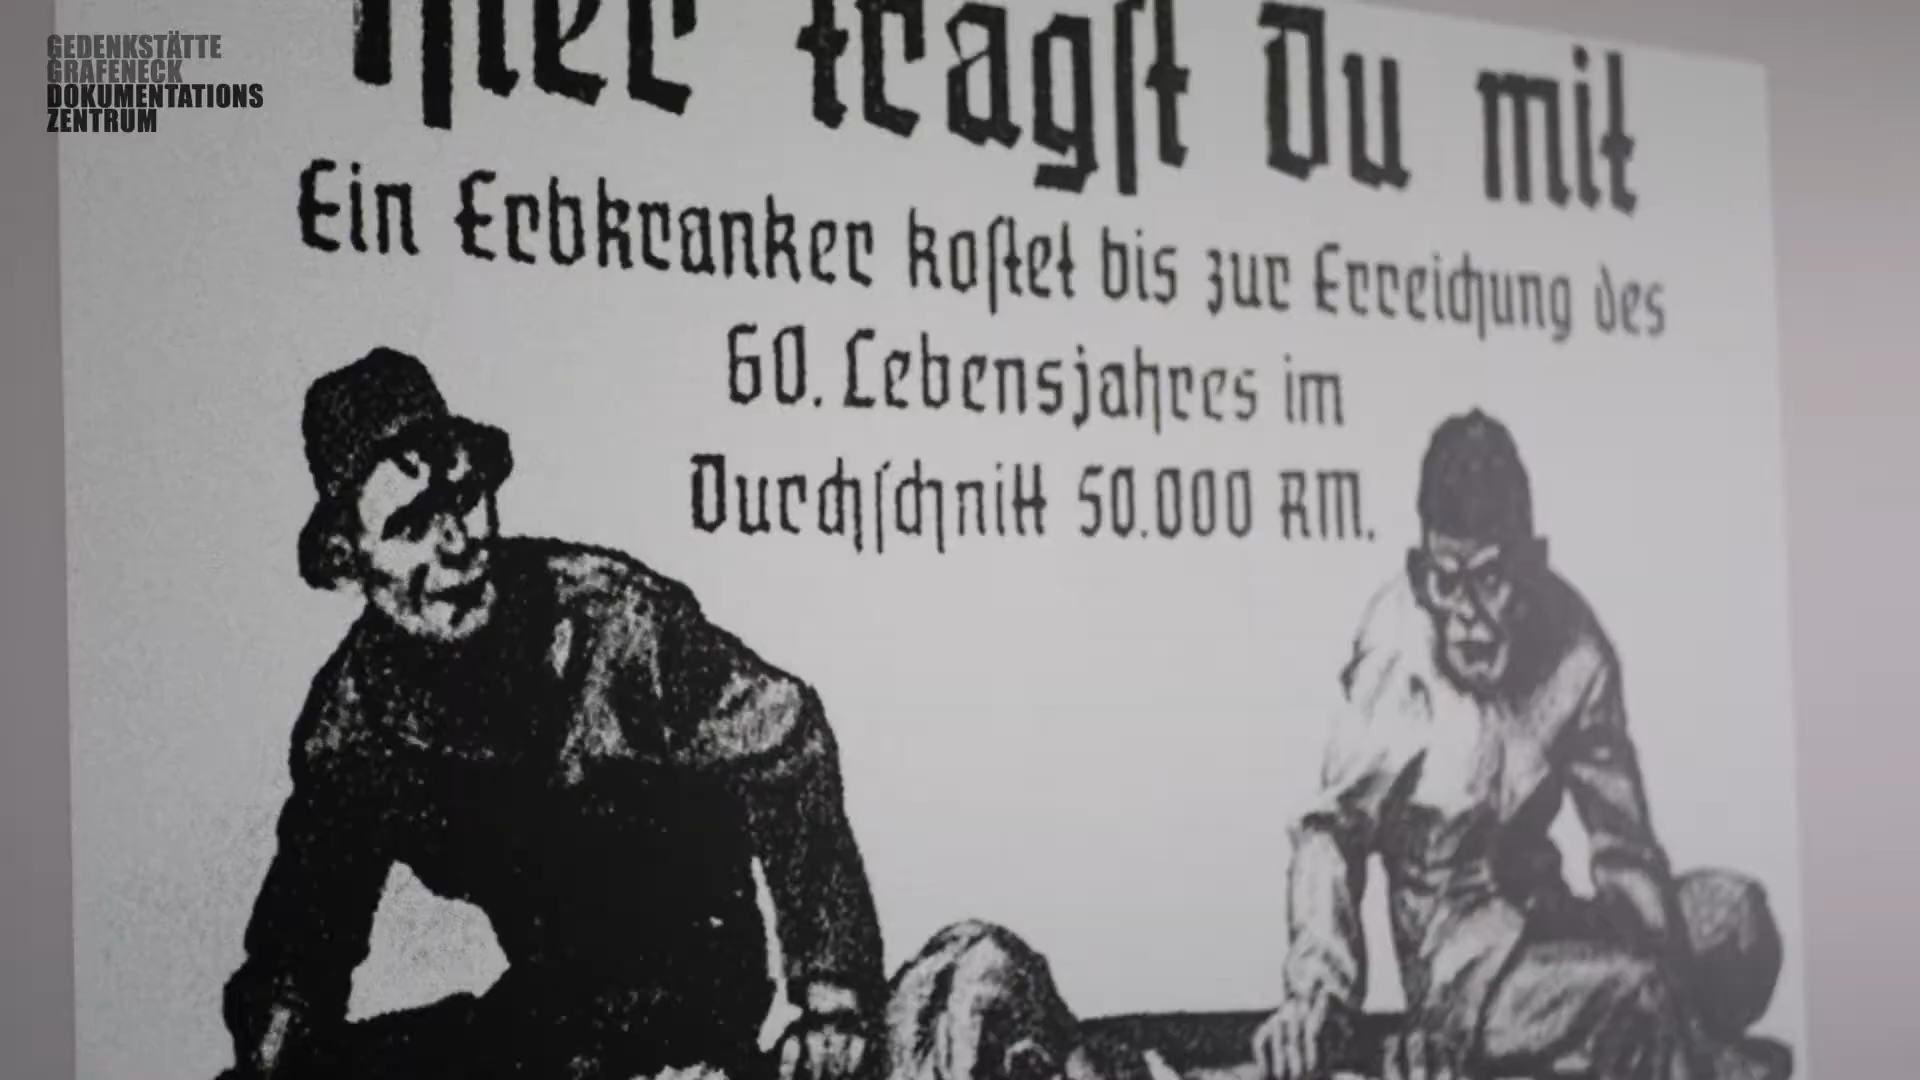 GEDENKSTÄTTE
GRAFENECK
DOKUMENTATIONS
ZENTRUM
Hier trägst Du mit
Ein Erbkranker kostet bis zur Erreichung des
60. Lebensjahres im
Durchschnitt 50.000 RM.